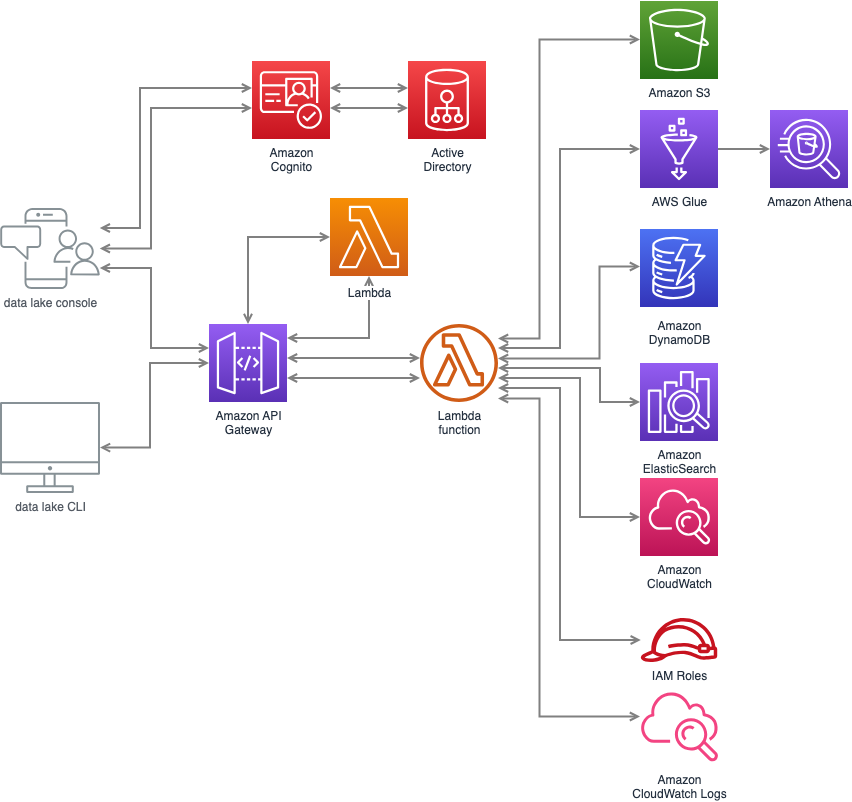 Amazon S3
Amazon
Cognito
Active
Directory
AWS Glue
Amazon Athena
data lake console
Lambda
Amazon
DynamoDB
Amazon API
Gateway
Lambda
function
Amazon
ElasticSearch
data lake CLI
Amazon
CloudWatch
IAM Roles
Amazon
CloudWatch Logs